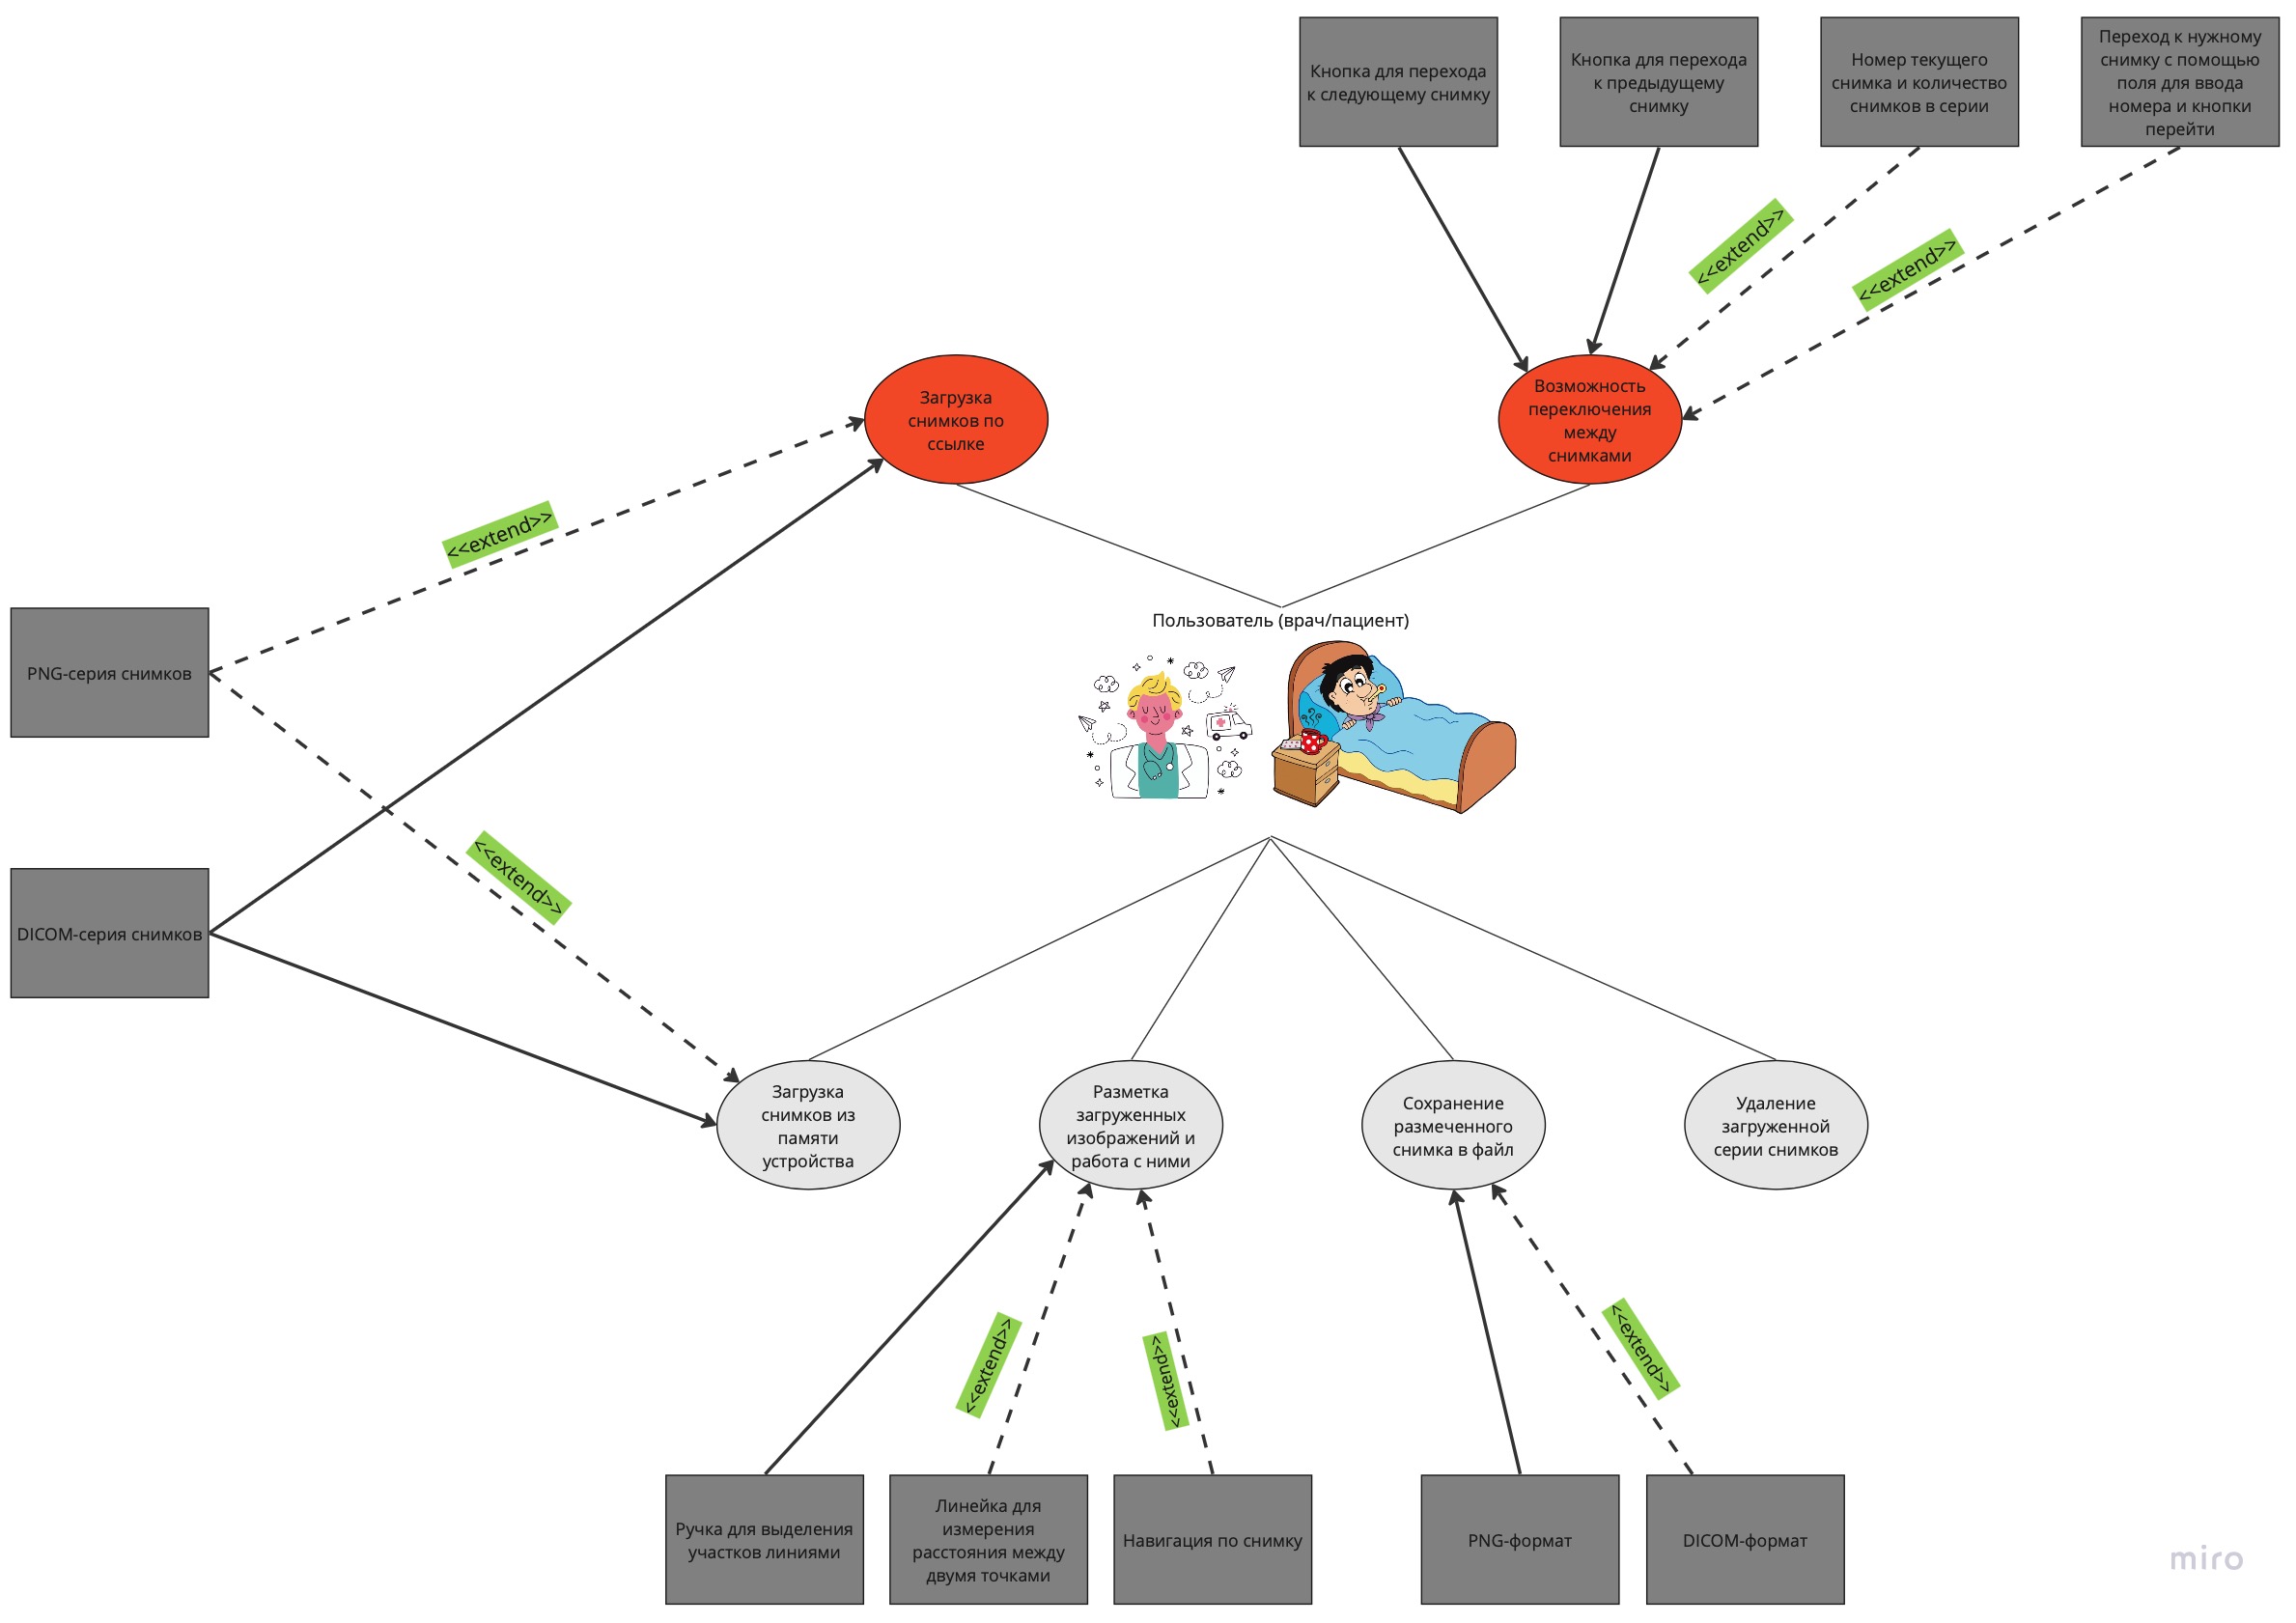 Кнопка для перехода
к следующему снимку
Кнопка для перехода
к предыдущему
снимку
Номер текущего
снимка и количество
снимков в серии
Переход к нужному
снимку с помощью
поля для ввода
номера и кнопки
перейти
<<extend>>
<<extend>>
Загрузка
снимков по
ссылке
Возможность
переключения
между
снимками
<<extend>>
Пользователь (врач/пациент)
PNG-серия снимков
<<extend>>
DICOM-серия снимков
Загрузка
снимков из
памяти
устройства
Разметка
загруженных
изображений и
работа с ними
Сохранение
размеченного
снимка в файл
Удаление
загруженной
серии снимков
<<extend>>
<<extend>>
<<extend>>
Ручка для выделения
участков линиями
Линейка для
измерения
расстояния между
двумя точками
Навигация по снимку
PNG-формат
DICOM-формат
miro